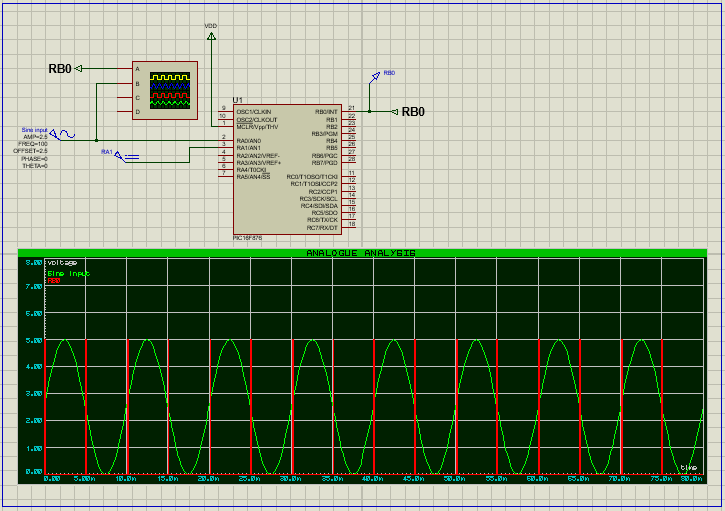 VDD
RB0
A
B
C
D
RB0
RB0
Sine input
AMP=2.5
FREQ=100
OFFSET=2.5
PHASE=0
THETA=0
RA1
U1
9 OSC1/CLKIN RB0/INT 21
10 OSC2/CLKOUT RB1 22
1 MCLR/Vpp/THV RB2 23
RB3/PGM 24
2 RA0/AN0 RB4 25
3 RA1/AN1 RB5 26
4 RA2/AN2/VREF- RB6/PGC 27
5 RA3/AN3/VREF+ RB7/PGD 28
6 RA4/T0CKI
7 RA5/AN4/SS RC0/T1OSO/T1CKI 11
RC1/T1OSI/CCP2 12
RC2/CCP1 13
RC3/SCK/SCL 14
RC4/SDI/SDA 15
RC5/SDO 16
RC6/TX/CK 17
RC7/RX/DT 18
PIC16F876
ANALOGUE ANALYSIS
voltage
Sine input
RB0
8.00
7.00
6.00
5.00
4.00
3.00
2.00
1.00
0.00
time
0.00 5.00m 10.0m 15.0m 20.0m 25.0m 30.0m 35.0m 40.0m 45.0m 50.0m 55.0m 60.0m 65.0m 70.0m 75.0m 80.0m